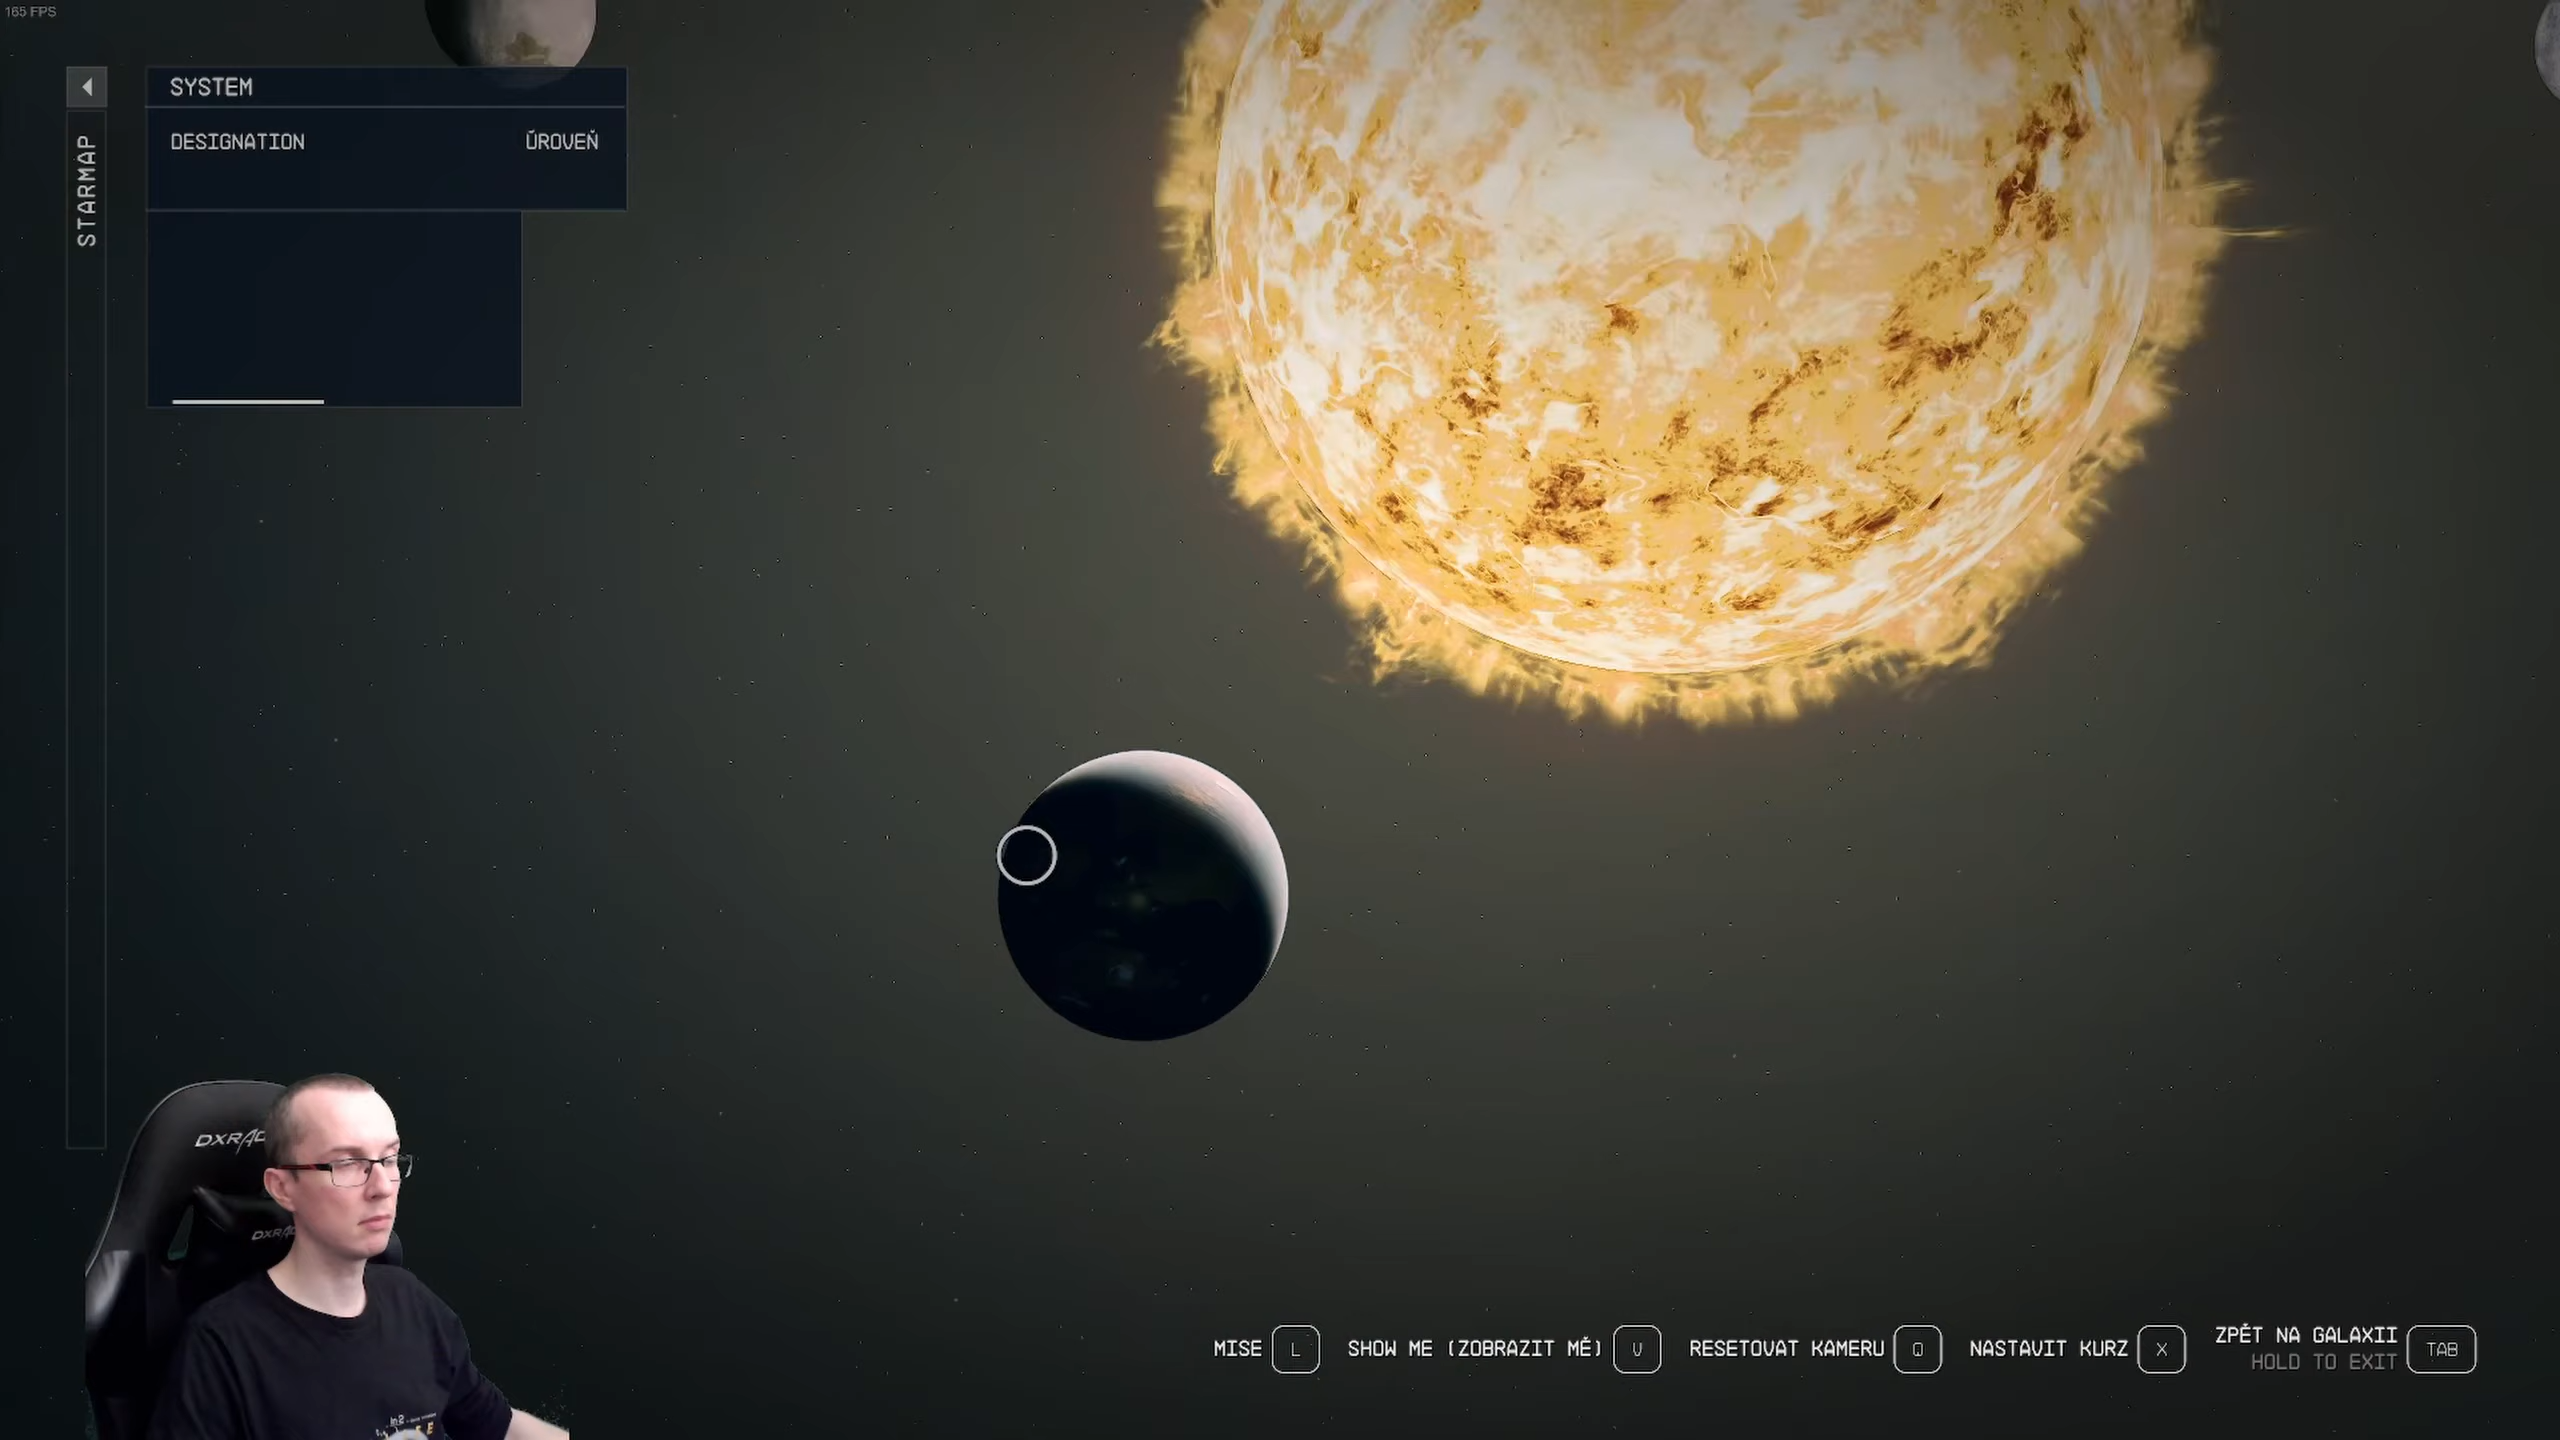 165 FPS
SYSTEM
DESIGNATION ÚROVEŇ
STARMAP
MISE L SHOW ME (ZOBRAZIT MĚ) V RESETOVAT KAMERU Q NASTAVIT KURZ X ZPĚT NA GALAXII TAB
HOLD TO EXIT